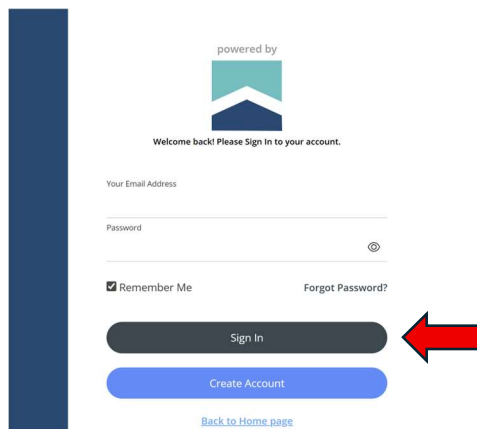 powered by
Welcome back! Please Sign In to your account.
Your Email Address
Password
Remember Me Forgot Password?
Sign In
Create Account
Back to Home page